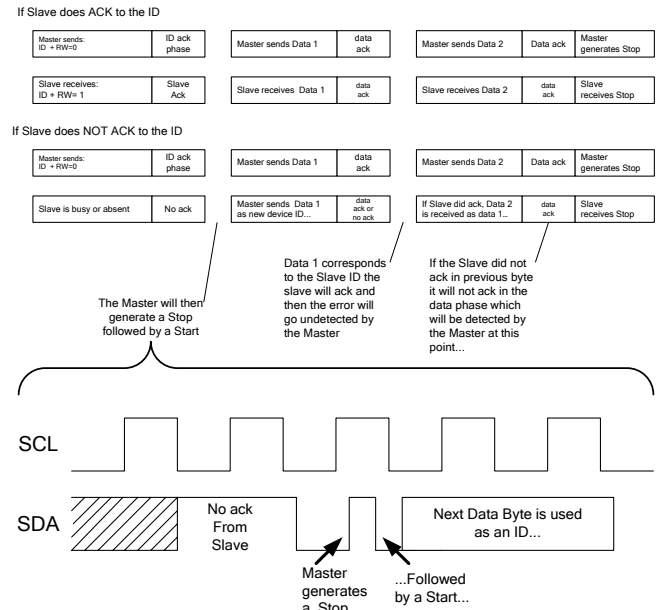 If Slave does ACK to the ID
Master sends:
ID + RW=0
ID ack
phase
Master sends Data 1
data
ack
Master sends Data 2
Data ack
Master
generates Stop
Slave receives:
ID + RW= 1
Slave
Ack
Slave receives Data 1
data
ack
Slave receives Data 2
data
ack
Slave
receives Stop
If Slave does NOT ACK to the ID
Master sends:
ID + RW=0
ID ack
phase
Master sends Data 1
data
ack
Master sends Data 2
Data ack
Master
generates Stop
Slave is busy or absent
No ack
Master sends Data 1
as new device ID...
data
ack or
no ack
If Slave did ack, Data 2
is received as data 1...
data
ack
Slave
receives Stop
The Master will then
generate a Stop
followed by a Start
Data 1 corresponds
to the Slave ID the
slave will ack and
then the error will
go undetected by
the Master
If the Slave did not
ack in previous byte
it will not ack in the
data phase which
will be detected by
the Master at this
point...
SCL
SDA
No ack
From
Slave
Next Data Byte is used
as an ID...
Master
generates
a Stop
...Followed
by a Start...